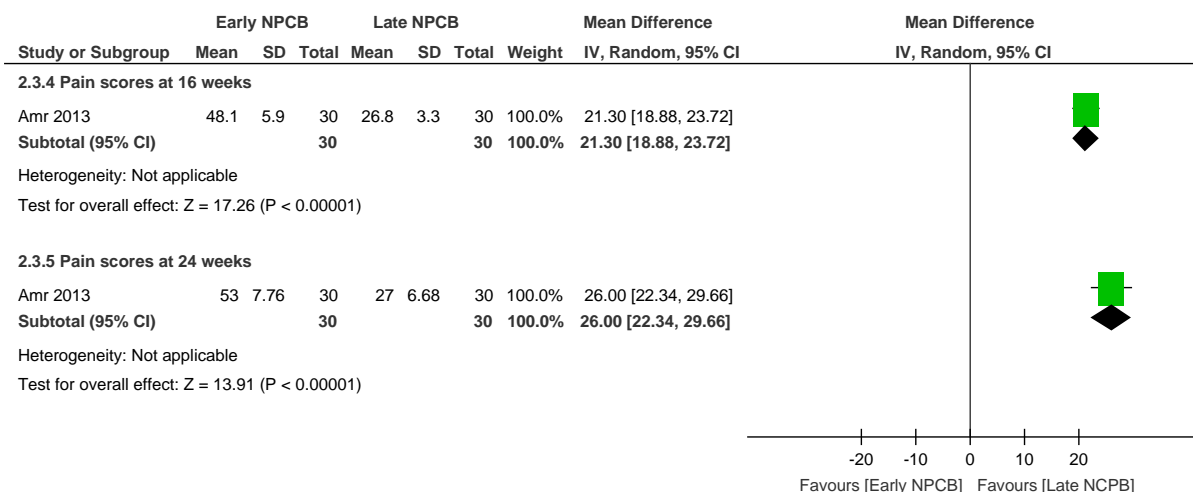 Early NPCB Late NPCB Mean Difference Mean Difference
Study or Subgroup Mean SD Total Mean SD Total Weight IV, Random, 95% CI IV, Random, 95% CI
2.3.4 Pain scores at 16 weeks
Amr 2013 48.1 5.9 30 26.8 3.3 30 100.0% 21.30 [18.88, 23.72]
Subtotal (95% CI) 30 30 100.0% 21.30 [18.88, 23.72]
Heterogeneity: Not applicable
Test for overall effect: Z = 17.26 (P < 0.00001)
2.3.5 Pain scores at 24 weeks
Amr 2013 53 7.76 30 27 6.68 30 100.0% 26.00 [22.34, 29.66]
Subtotal (95% CI) 30 30 100.0% 26.00 [22.34, 29.66]
Heterogeneity: Not applicable
Test for overall effect: Z = 13.91 (P < 0.00001)
-20 -10 0 10 20
Favours [Early NPCB] Favours [Late NCPB]